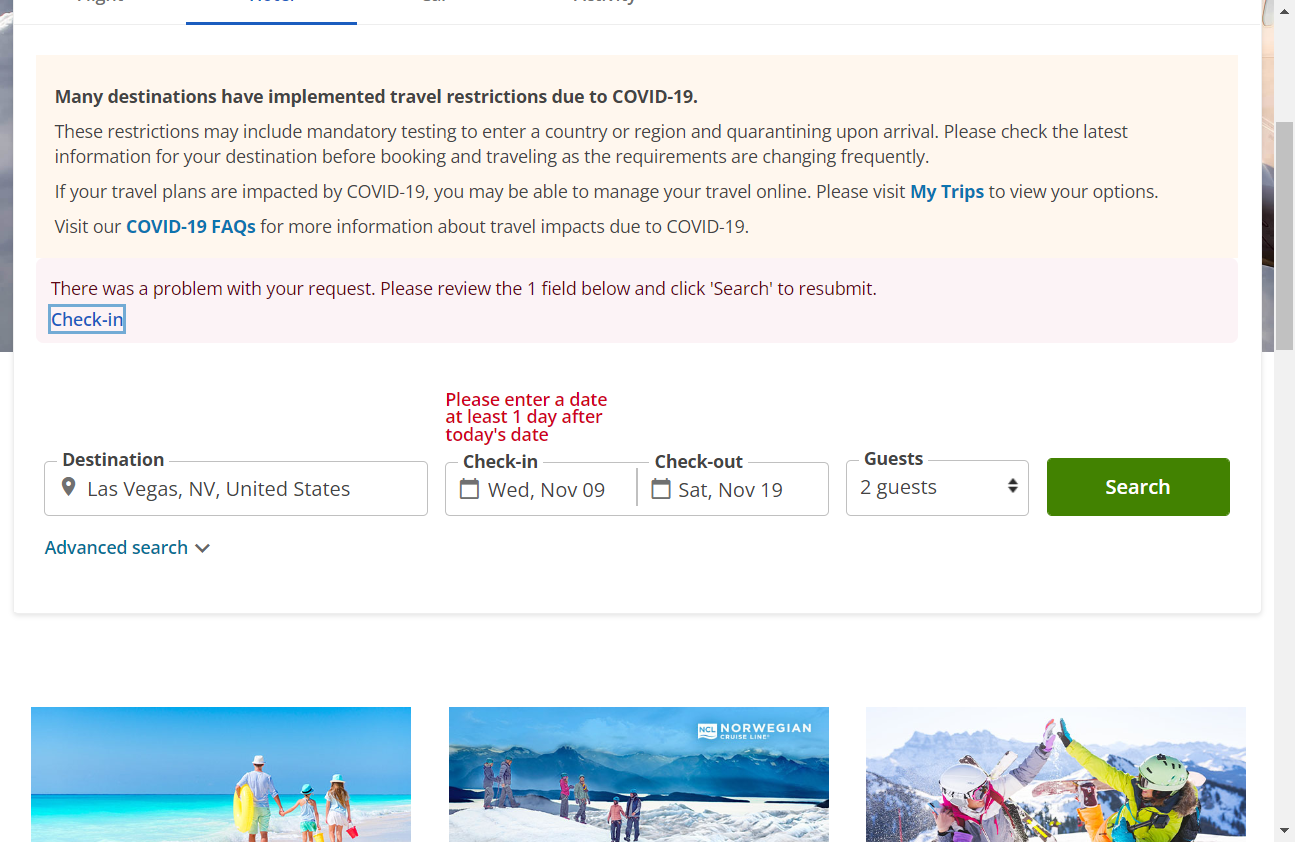 Flight Hotel Car Activity
Many destinations have implemented travel restrictions due to COVID-19.
These restrictions may include mandatory testing to enter a country or region and quarantining upon arrival. Please check the latest
information for your destination before booking and traveling as the requirements are changing frequently.
If your travel plans are impacted by COVID-19, you may be able to manage your travel online. Please visit My Trips to view your options.
Visit our COVID-19 FAQs for more information about travel impacts due to COVID-19.
There was a problem with your request. Please review the 1 field below and click 'Search' to resubmit.
Check-in
Please enter a date
at least 1 day after
today's date
Destination
Las Vegas, NV, United States
Check-in
Wed, Nov 09
Check-out
Sat, Nov 19
Guests
2 guests
Search
Advanced search
NCL NORWEGIAN
CRUISE LINE®